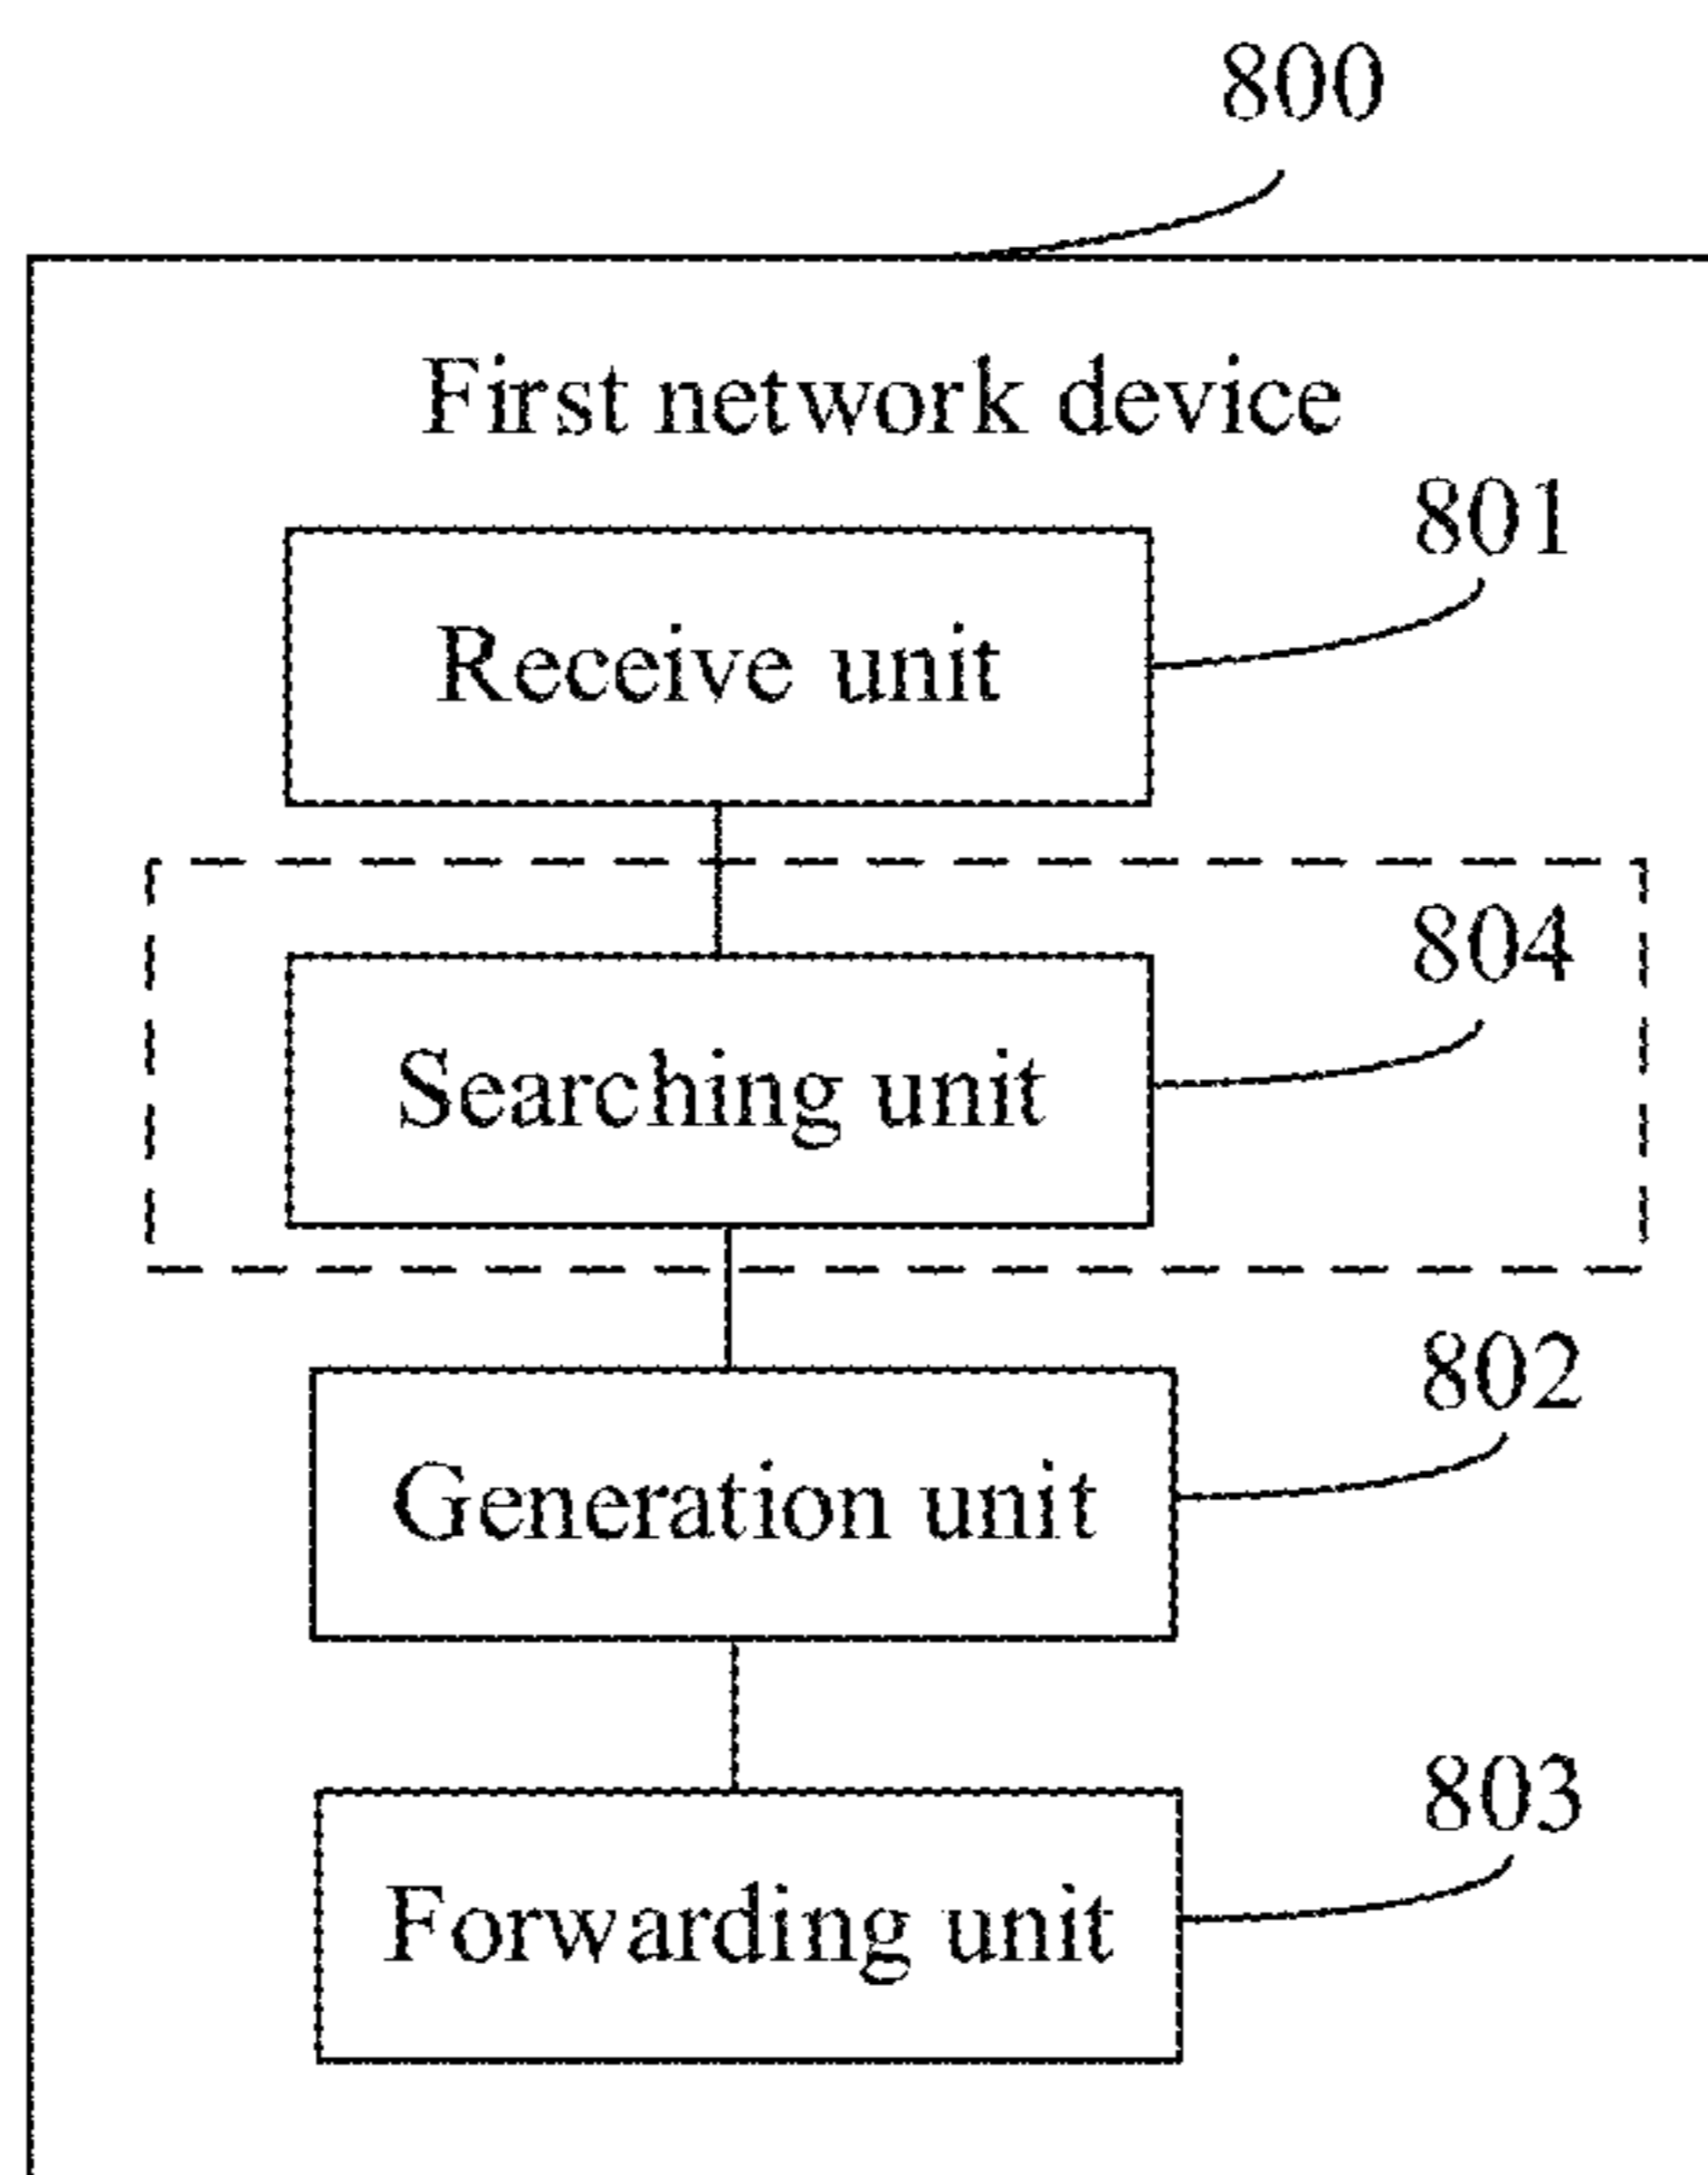 800
First network device
801
Receive unit
804
Searching unit
802
Generation unit
803
Forwarding unit